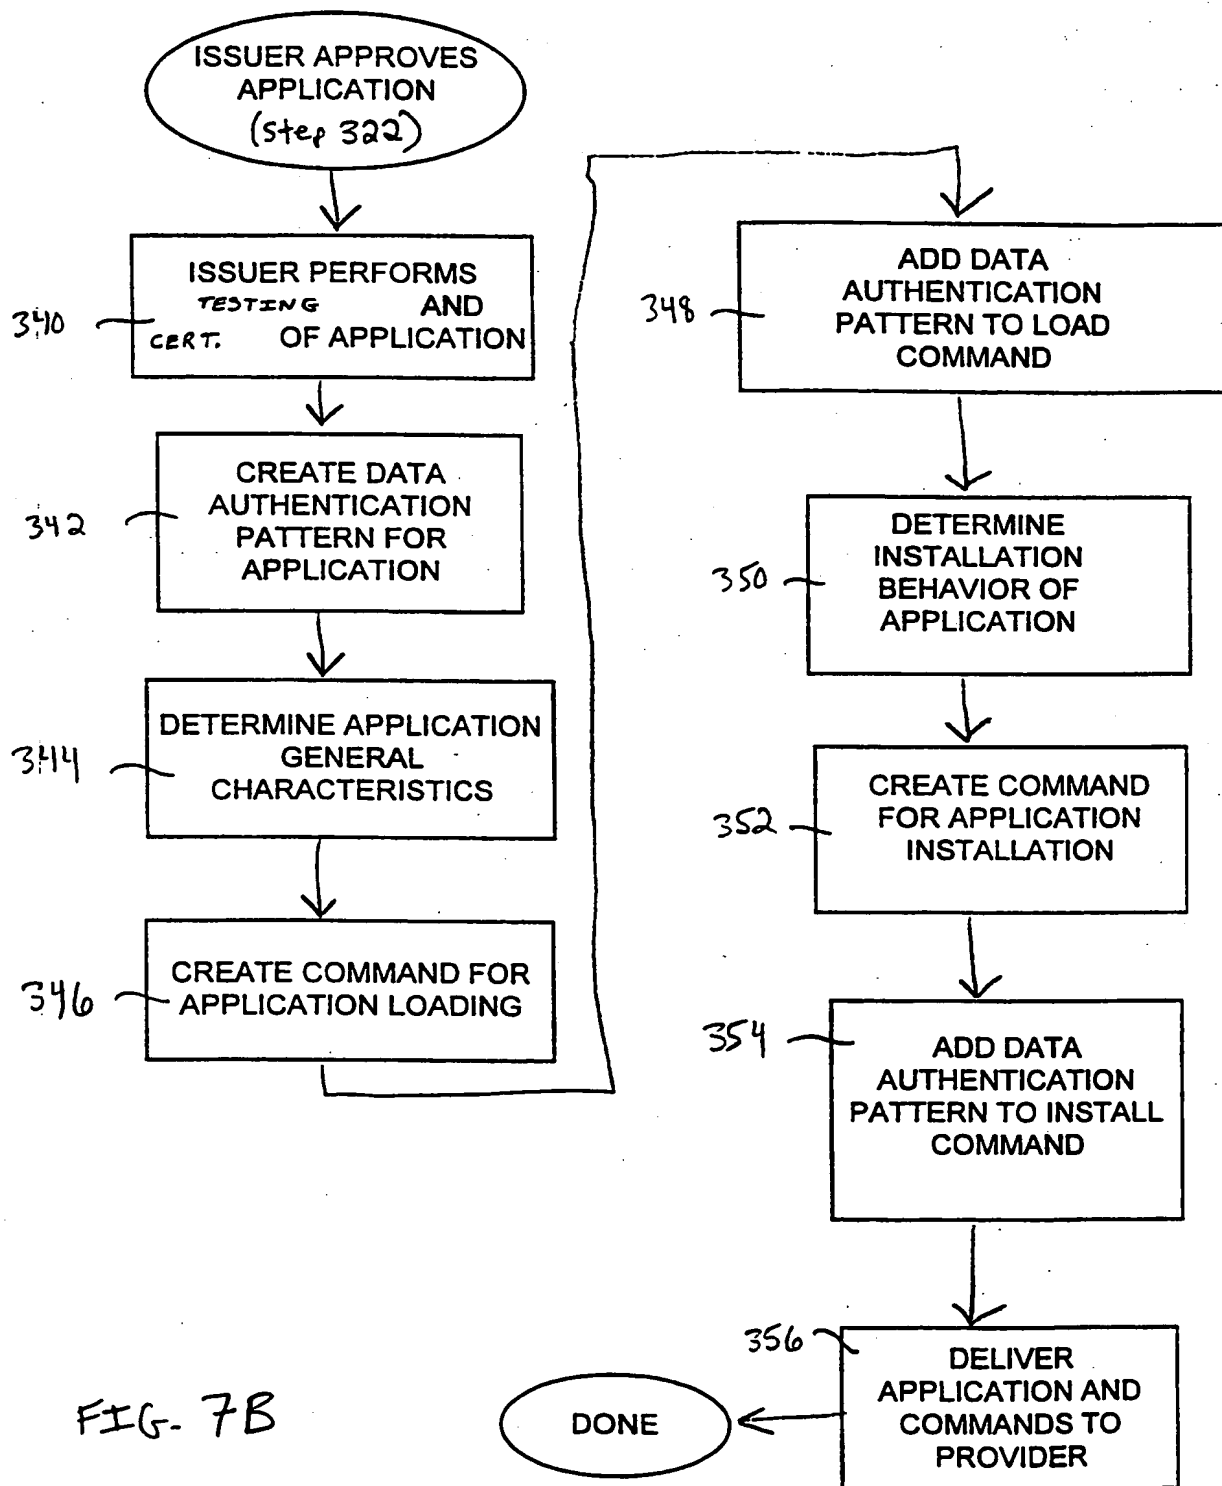 ISSUER APPROVES
APPLICATION
(step 322)
340
ISSUER PERFORMS
TESTING AND
CERT. OF APPLICATION
342
CREATE DATA
AUTHENTICATION
PATTERN FOR
APPLICATION
344
DETERMINE APPLICATION
GENERAL
CHARACTERISTICS
346
CREATE COMMAND FOR
APPLICATION LOADING
348
ADD DATA
AUTHENTICATION
PATTERN TO LOAD
COMMAND
350
DETERMINE
INSTALLATION
BEHAVIOR OF
APPLICATION
352
CREATE COMMAND
FOR APPLICATION
INSTALLATION
354
ADD DATA
AUTHENTICATION
PATTERN TO INSTALL
COMMAND
356
DELIVER
APPLICATION AND
COMMANDS TO
PROVIDER
DONE
FIG. 7B